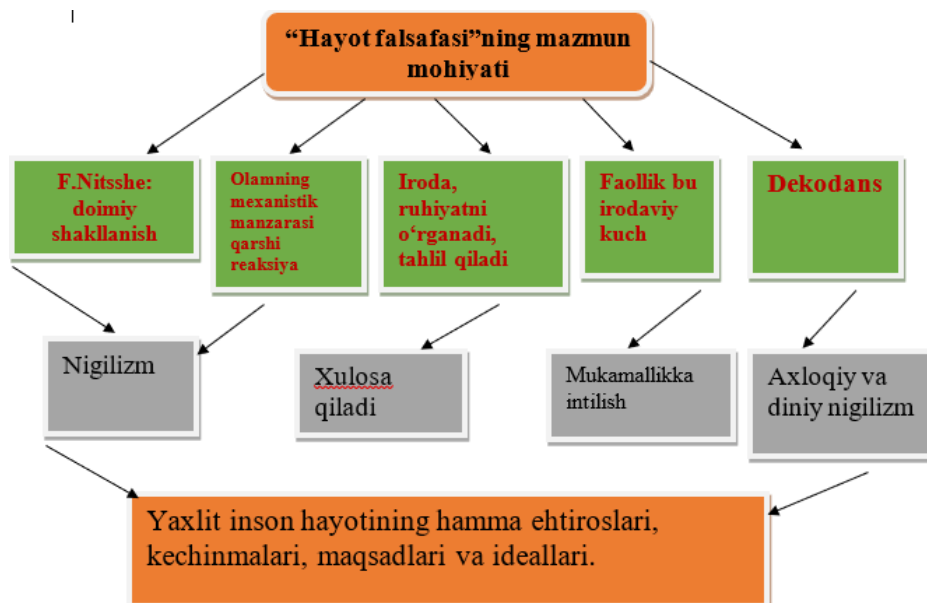 “Hayot falsafasi”ning mazmun
mohiyati
F.Nitsshe:
doimiy
shakllanish
Olamning
mexanistik
manzarasi
qarshi
reaksiya
Iroda,
ruhiyatni
o‘rganadi,
tahlil qiladi
Faollik bu
irodaviy
kuch
Dekodans
Nigilizm
Xulosa
qiladi
Mukamallikka
intilish
Axloqiy va
diniy nigilizm
Yaxlit inson hayotining hamma ehtiroslari,
kechinmalari, maqsadlari va ideallari.